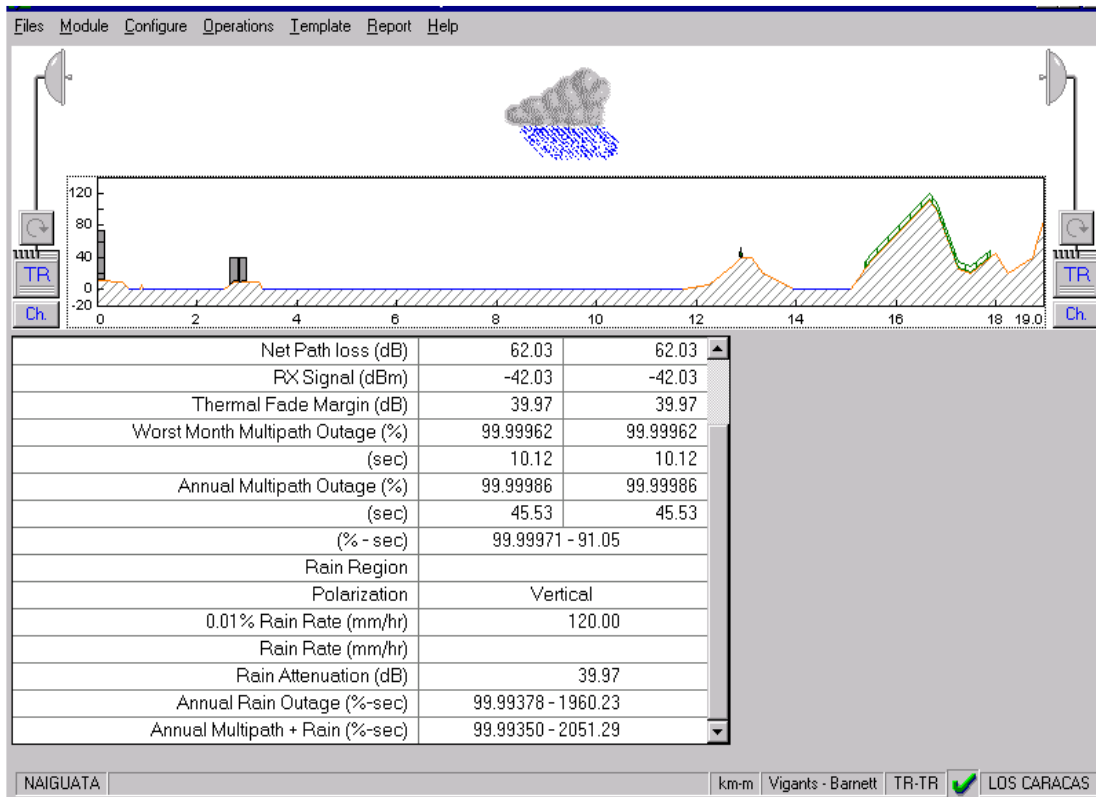 Files Module Configure Operations Template Report Help
120
80
40
0
-20
0 2 4 6 8 10 12 14 16 18 19.0
TR
Ch.
TR
Ch.
Net Path loss (dB) 62.03 62.03
RX Signal (dBm) -42.03 -42.03
Thermal Fade Margin (dB) 39.97 39.97
Worst Month Multipath Outage (%) 99.99962 99.99962
(sec) 10.12 10.12
Annual Multipath Outage (%) 99.99986 99.99986
(sec) 45.53 45.53
(% - sec) 99.99971 - 91.05
Rain Region
Polarization Vertical
0.01% Rain Rate (mm/hr) 120.00
Rain Rate (mm/hr)
Rain Attenuation (dB) 39.97
Annual Rain Outage (%-sec) 99.99378 - 1960.23
Annual Multipath + Rain (%-sec) 99.99350 - 2051.29
NAIGUATA km-m Vigants - Barnett TR-TR LOS CARACAS